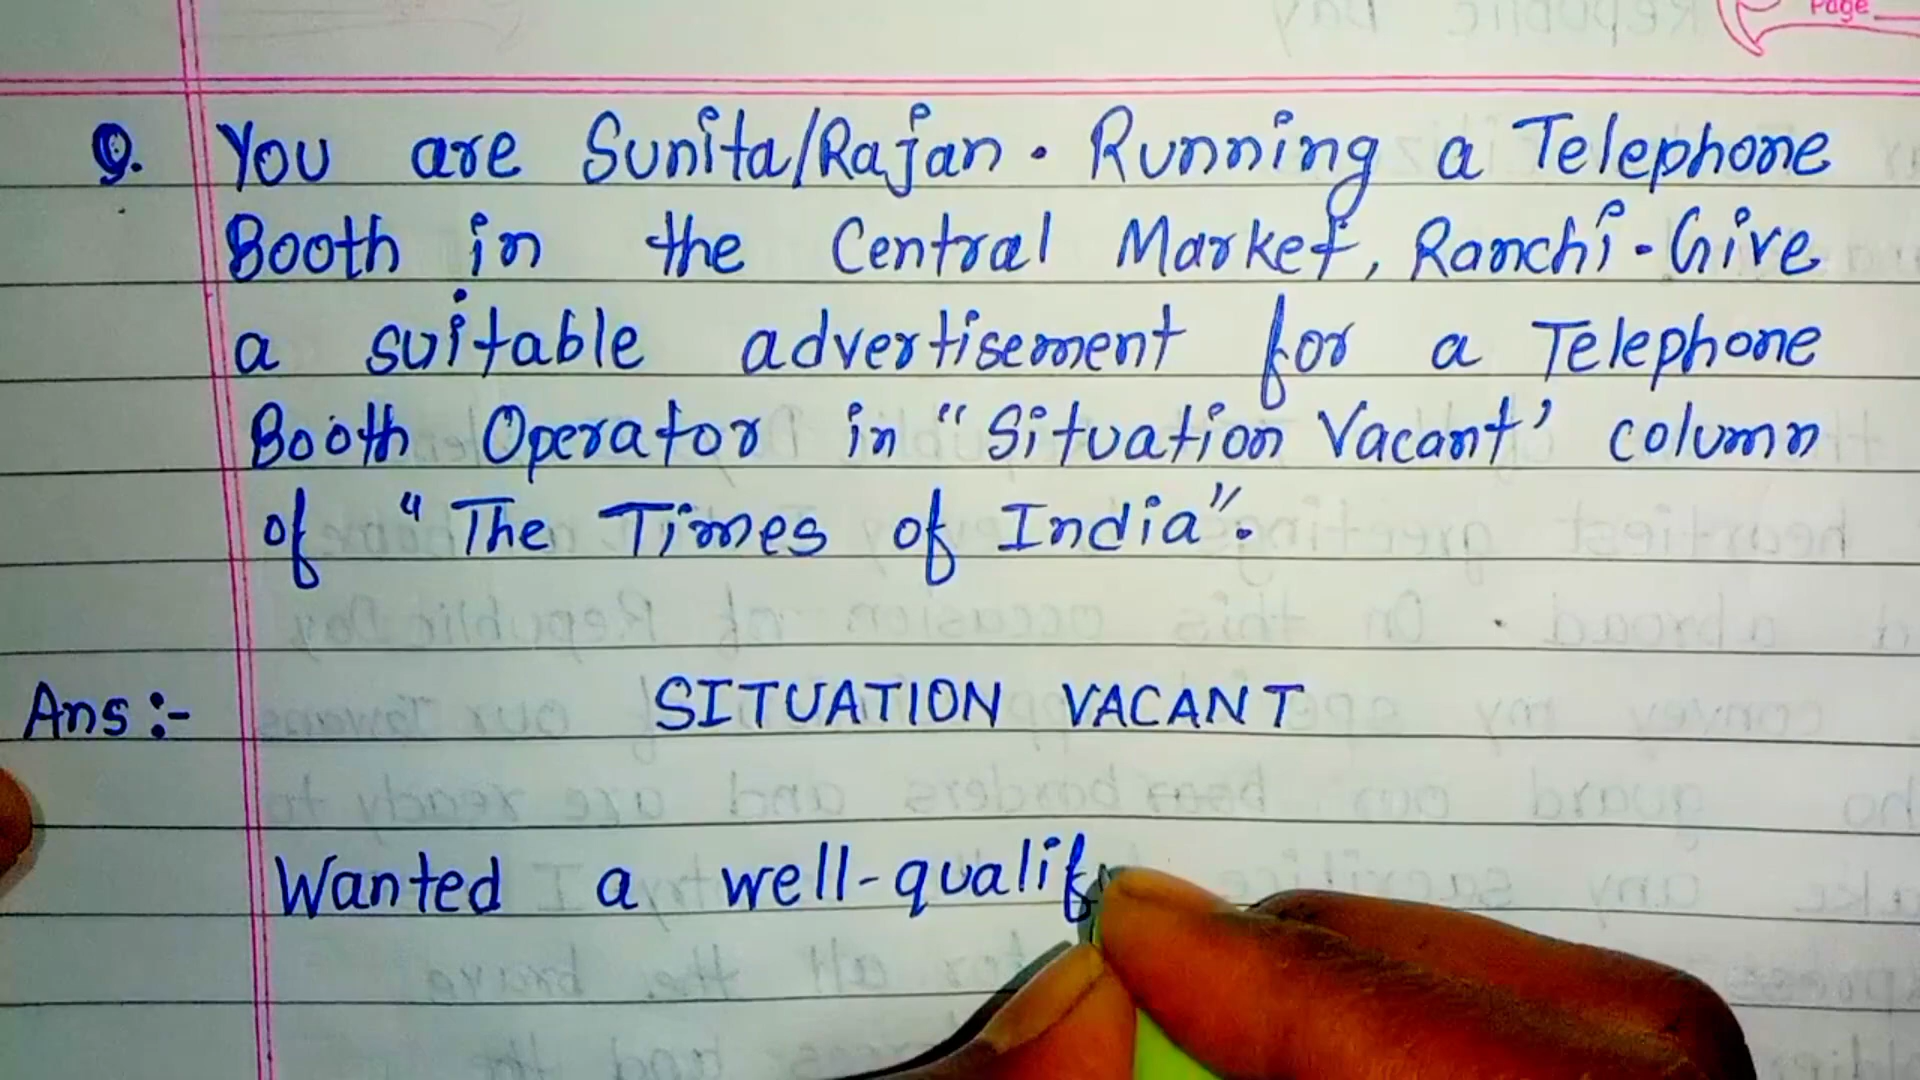 Page
Q. You are Sunita/Rajan. Running a Telephone
Booth in the Central Market, Ranchi. Give
a suitable advertisement for a Telephone
Booth Operator in "Situation Vacant' column
of "The Times of India".
Ans :- SITUATION VACANT
Wanted a well-qualif